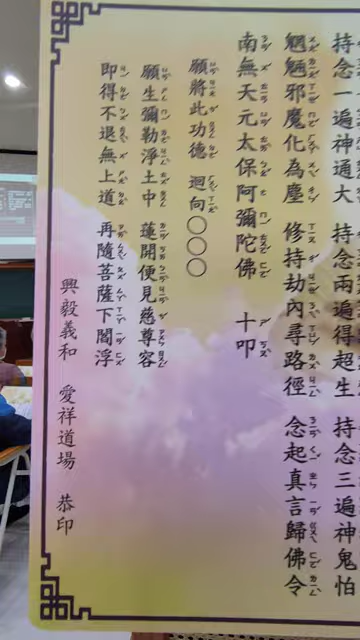 持念一遍神通大 持念兩遍得超生 持念三遍神鬼怕
魍魎邪魔化為塵 修持劫內尋路徑 念起真言歸佛令
南無天元太保阿彌陀佛 十叩
願將此功德 迴向○○○
願生彌勒淨土中 蓮開便見慈尊容
即得不退無上道 再隨菩薩下閻浮
興毅義和 愛祥道場 恭印